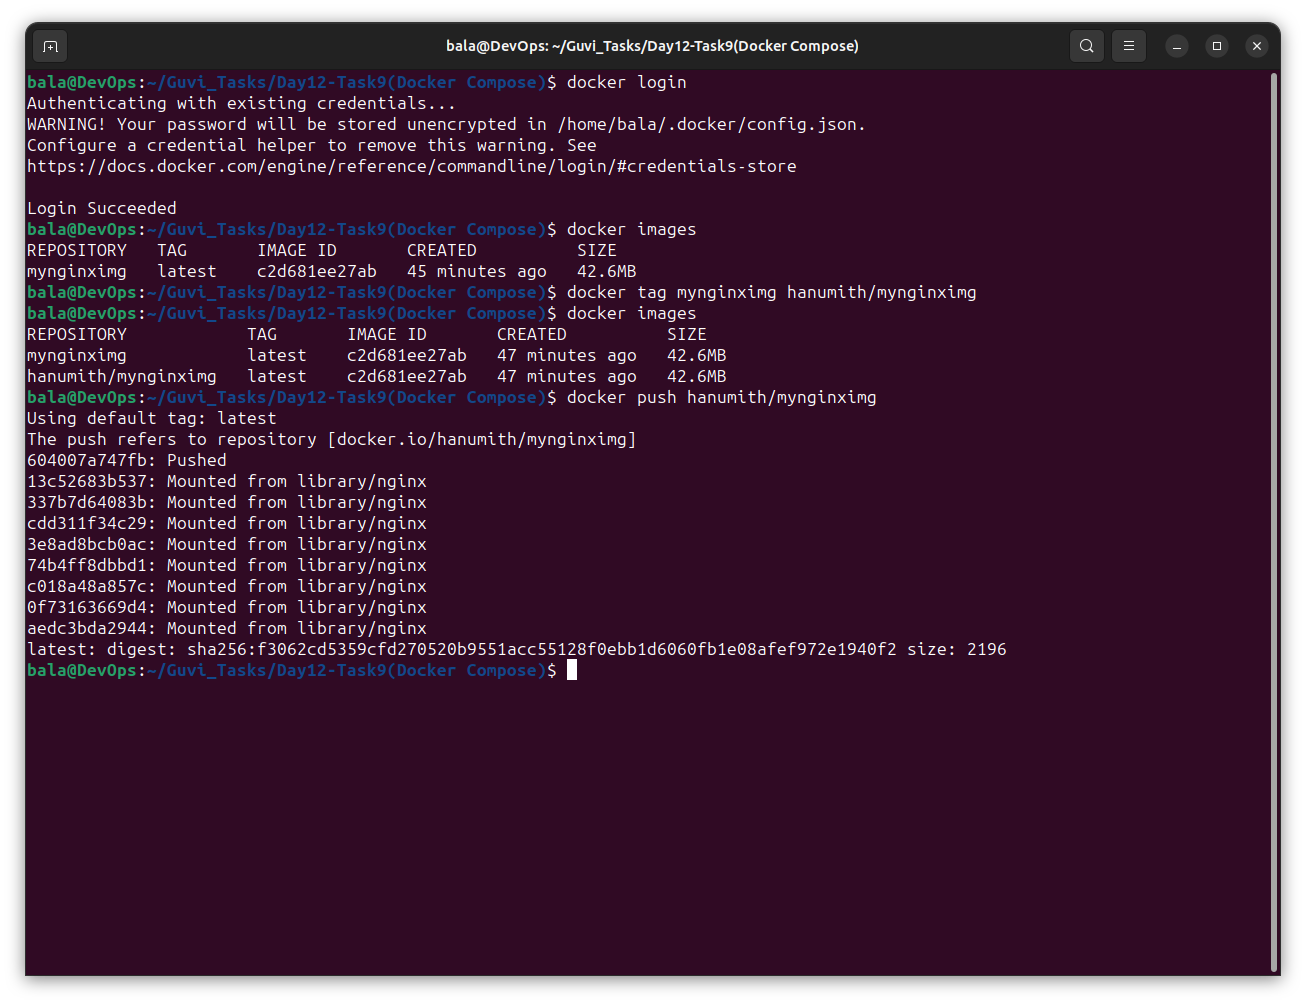 bala@DevOps: ~/Guvi_Tasks/Day12-Task9(Docker Compose)
bala@DevOps:~/Guvi_Tasks/Day12-Task9(Docker Compose)$ docker login
Authenticating with existing credentials...
WARNING! Your password will be stored unencrypted in /home/bala/.docker/config.json.
Configure a credential helper to remove this warning. See
https://docs.docker.com/engine/reference/commandline/login/#credentials-store
Login Succeeded
bala@DevOps:~/Guvi_Tasks/Day12-Task9(Docker Compose)$ docker images
REPOSITORY   TAG       IMAGE ID       CREATED          SIZE
mynginximg   latest    c2d681ee27ab   45 minutes ago   42.6MB
bala@DevOps:~/Guvi_Tasks/Day12-Task9(Docker Compose)$ docker tag mynginximg hanumith/mynginximg
bala@DevOps:~/Guvi_Tasks/Day12-Task9(Docker Compose)$ docker images
REPOSITORY            TAG       IMAGE ID       CREATED          SIZE
mynginximg            latest    c2d681ee27ab   47 minutes ago   42.6MB
hanumith/mynginximg   latest    c2d681ee27ab   47 minutes ago   42.6MB
bala@DevOps:~/Guvi_Tasks/Day12-Task9(Docker Compose)$ docker push hanumith/mynginximg
Using default tag: latest
The push refers to repository [docker.io/hanumith/mynginximg]
604007a747fb: Pushed
13c52683b537: Mounted from library/nginx
337b7d64083b: Mounted from library/nginx
cdd311f34c29: Mounted from library/nginx
3e8ad8bcb0ac: Mounted from library/nginx
74b4ff8dbbd1: Mounted from library/nginx
c018a48a857c: Mounted from library/nginx
0f73163669d4: Mounted from library/nginx
aedc3bda2944: Mounted from library/nginx
latest: digest: sha256:f3062cd5359cfd270520b9551acc55128f0ebb1d6060fb1e08afef972e1940f2 size: 2196
bala@DevOps:~/Guvi_Tasks/Day12-Task9(Docker Compose)$